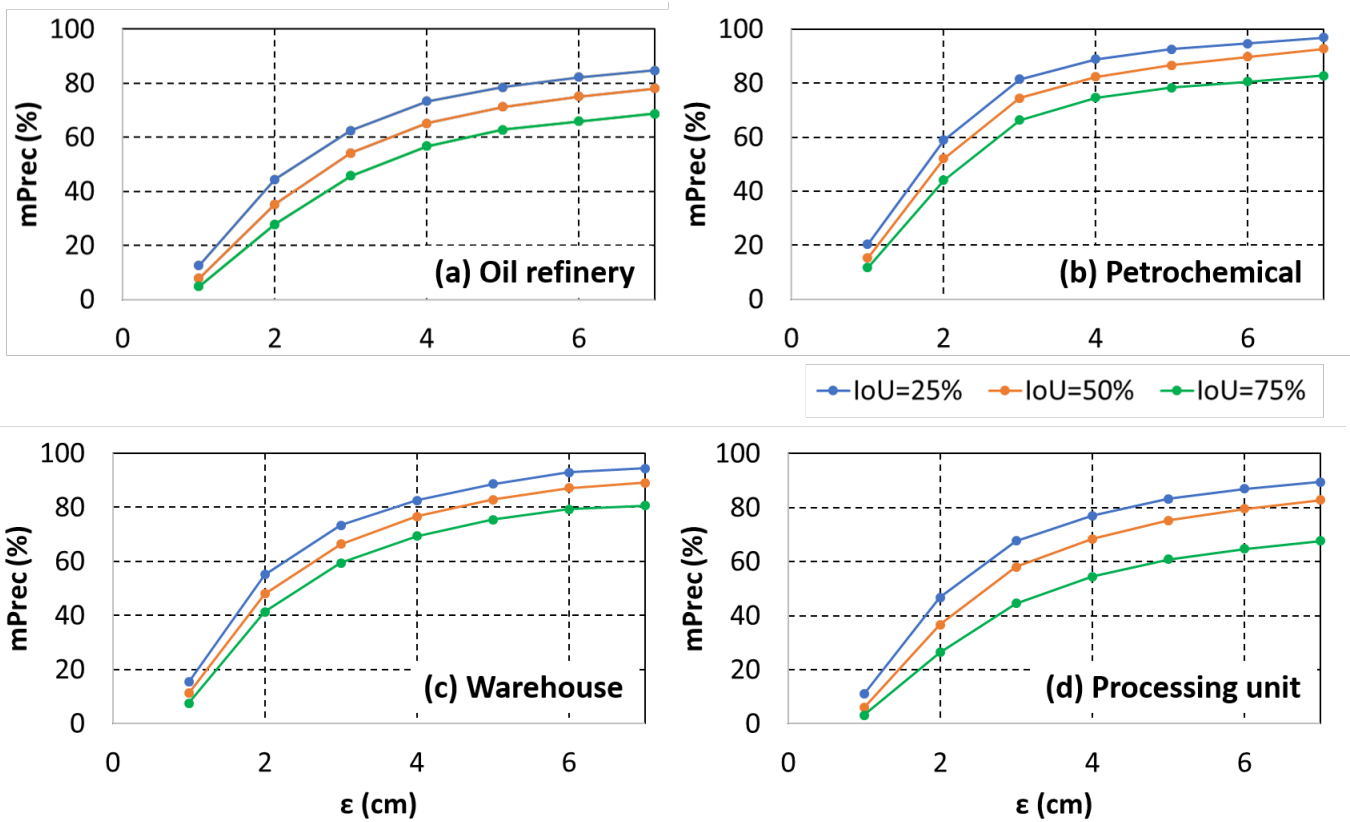 100
80
60
40
20
0
mPrec (%)
(a) Oil refinery
0 2 4 6
100
80
60
40
20
0
mPrec (%)
(b) Petrochemical
0 2 4 6
IoU=25% IoU=50% IoU=75%
100
80
60
40
20
0
mPrec (%)
(c) Warehouse
0 2 4 6
ε (cm)
100
80
60
40
20
0
mPrec (%)
(d) Processing unit
0 2 4 6
ε (cm)